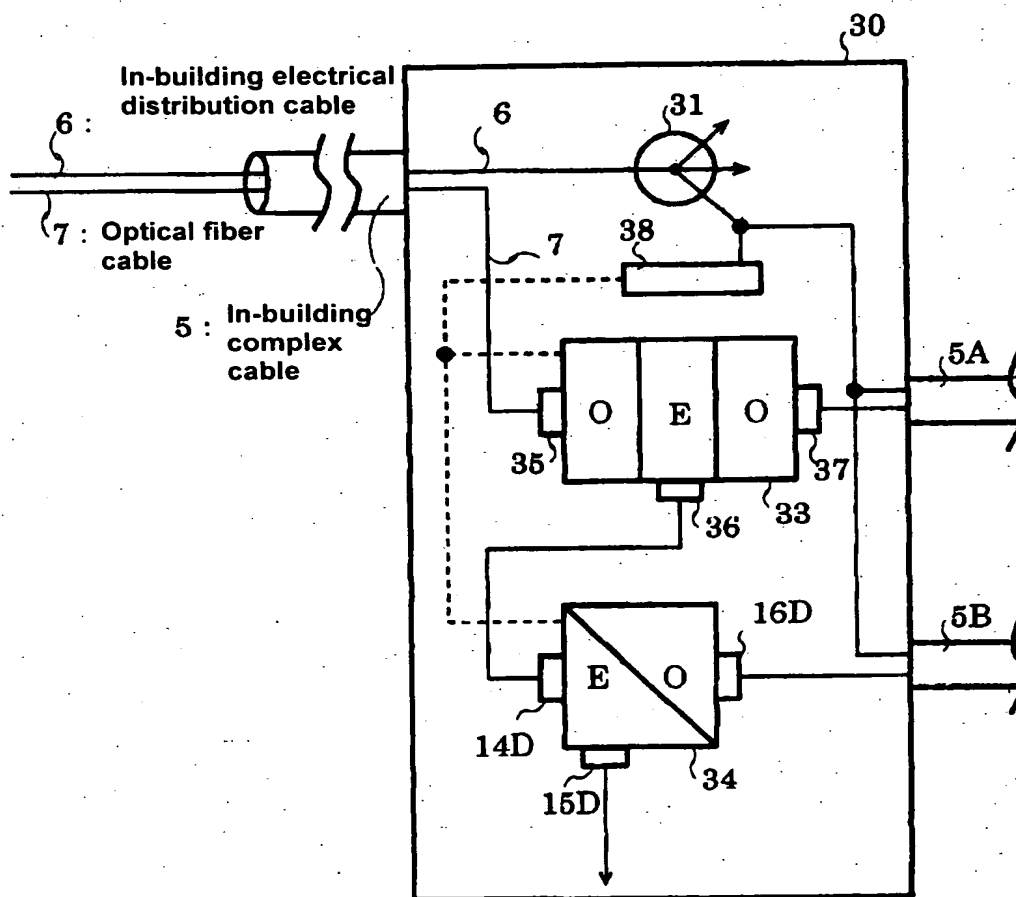 30
In-building electrical
distribution cable
6 :
6
31
7 : Optical fiber
cable
7
38
5 : In-building
complex
cable
5A
O E O
35
37
36
33
16D
5B
E O
14D
34
15D